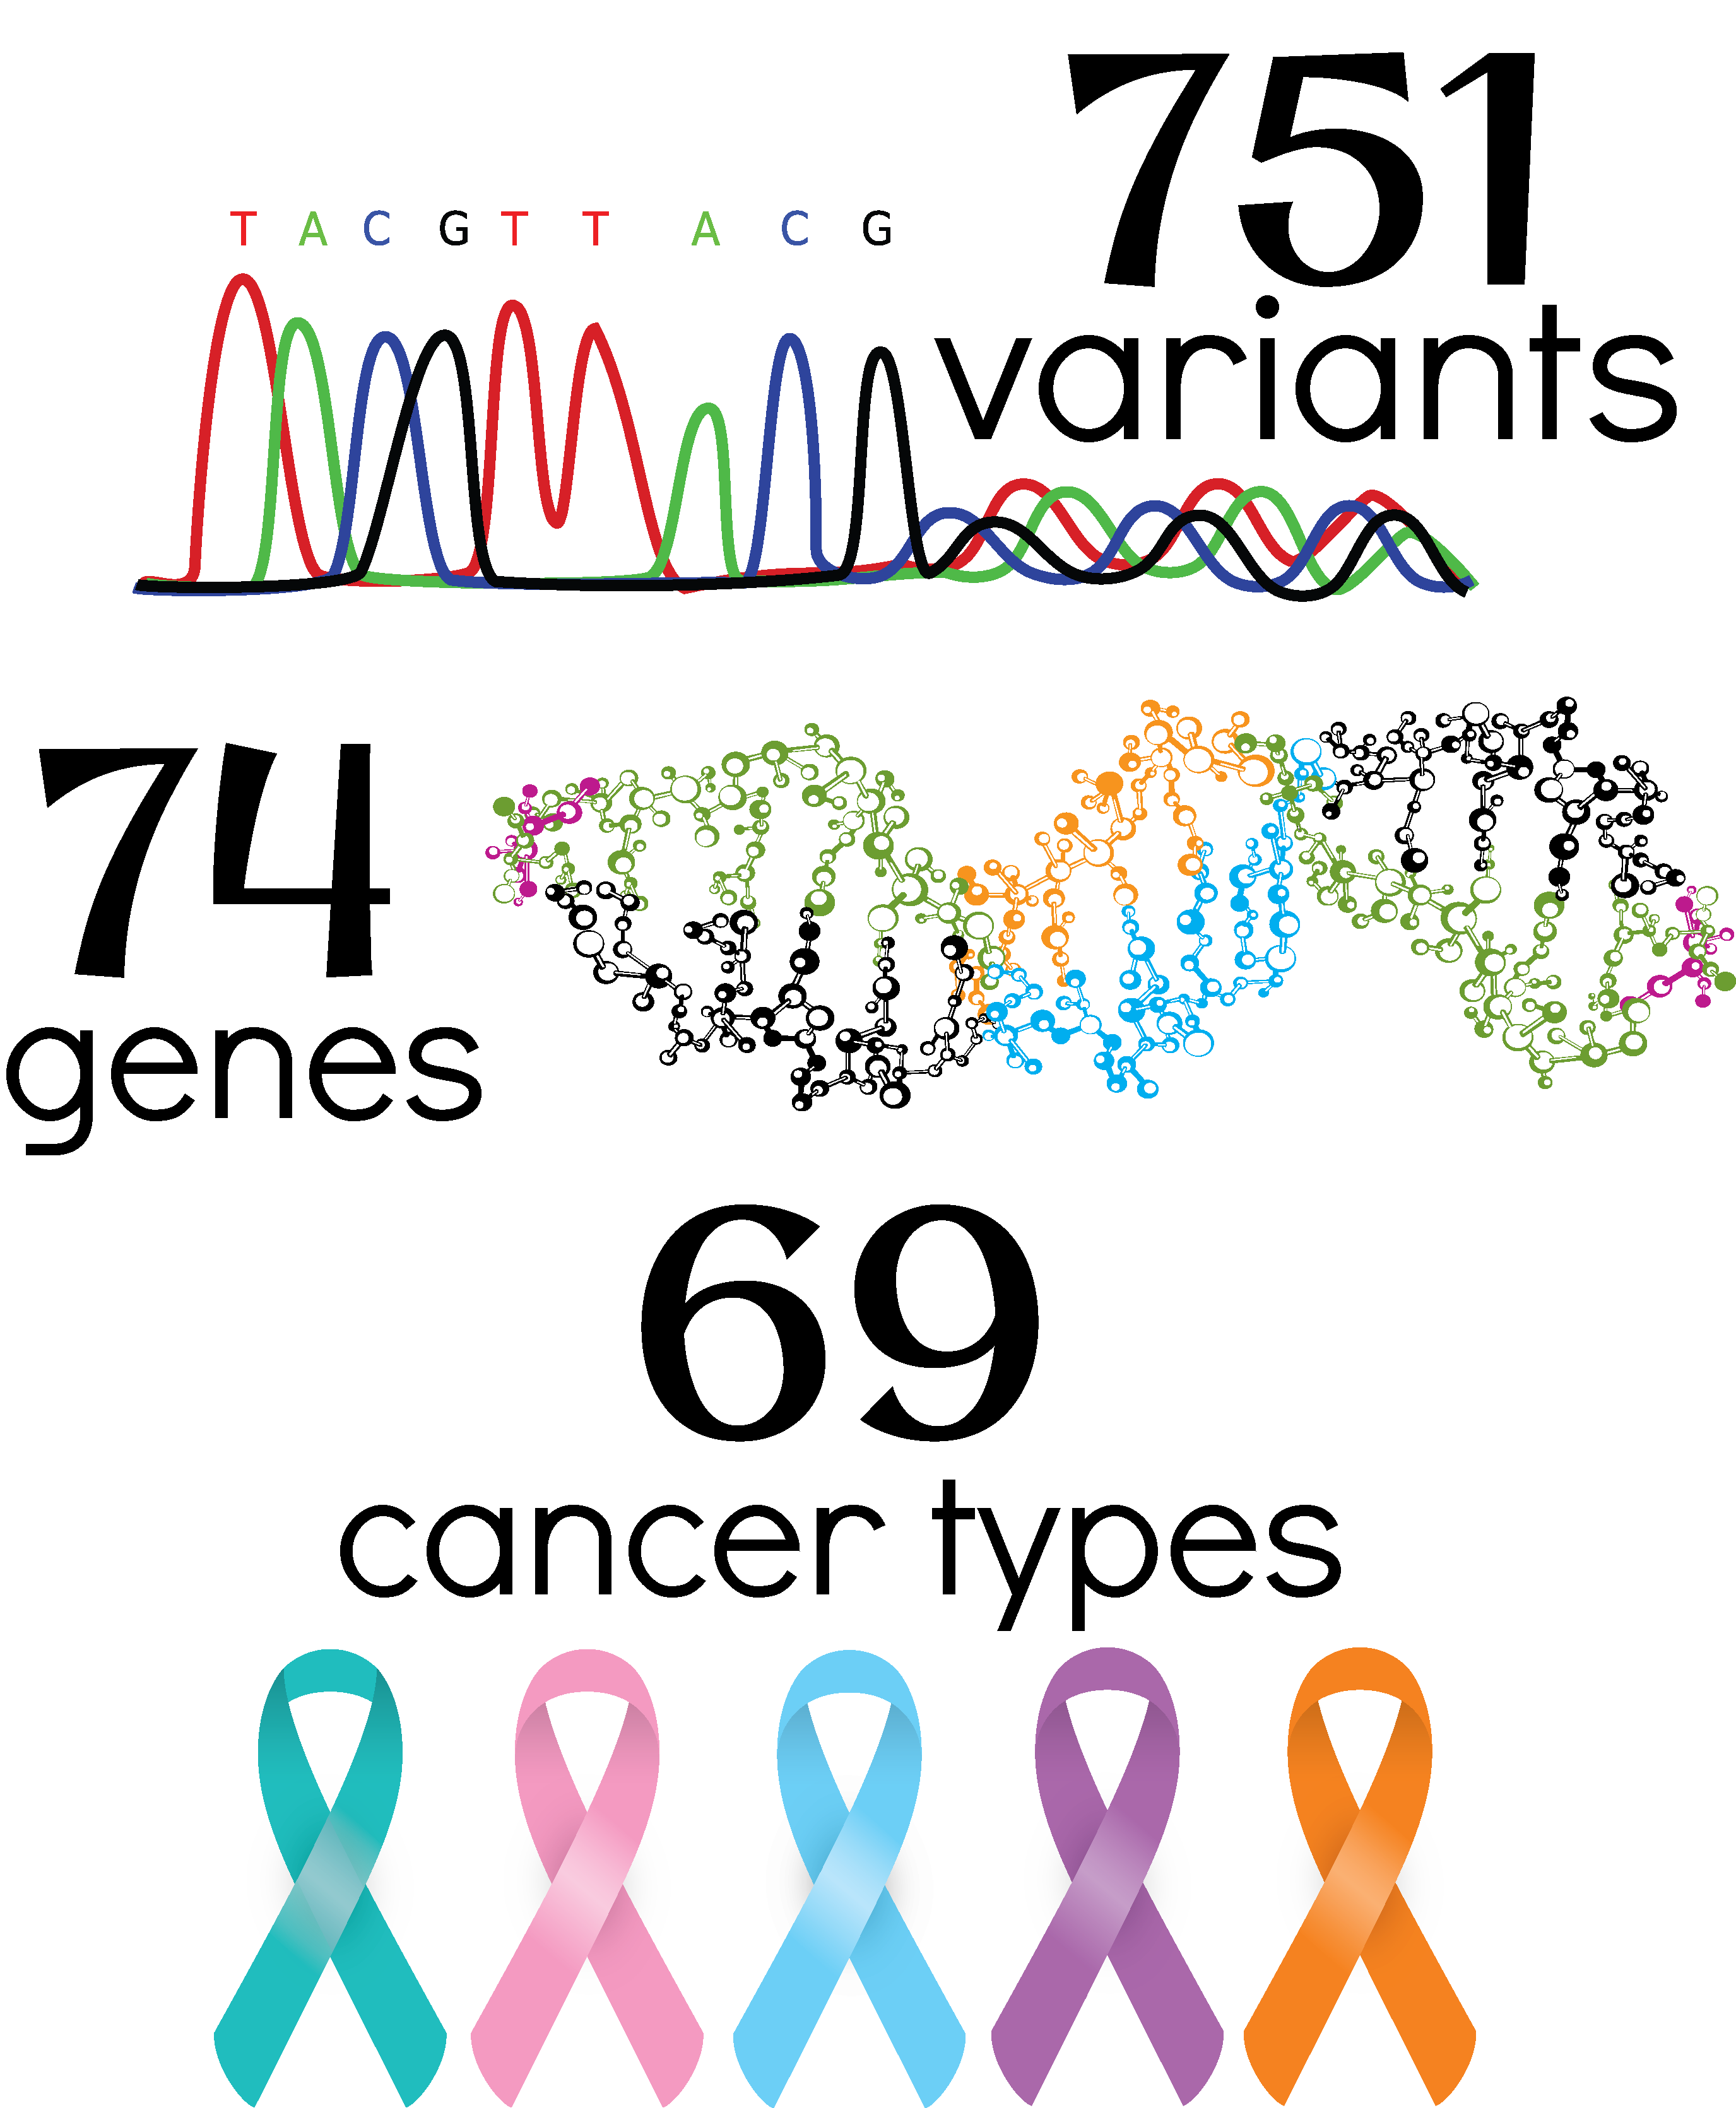 751
variants
T A C G T T A C G
74
genes
69
cancer types